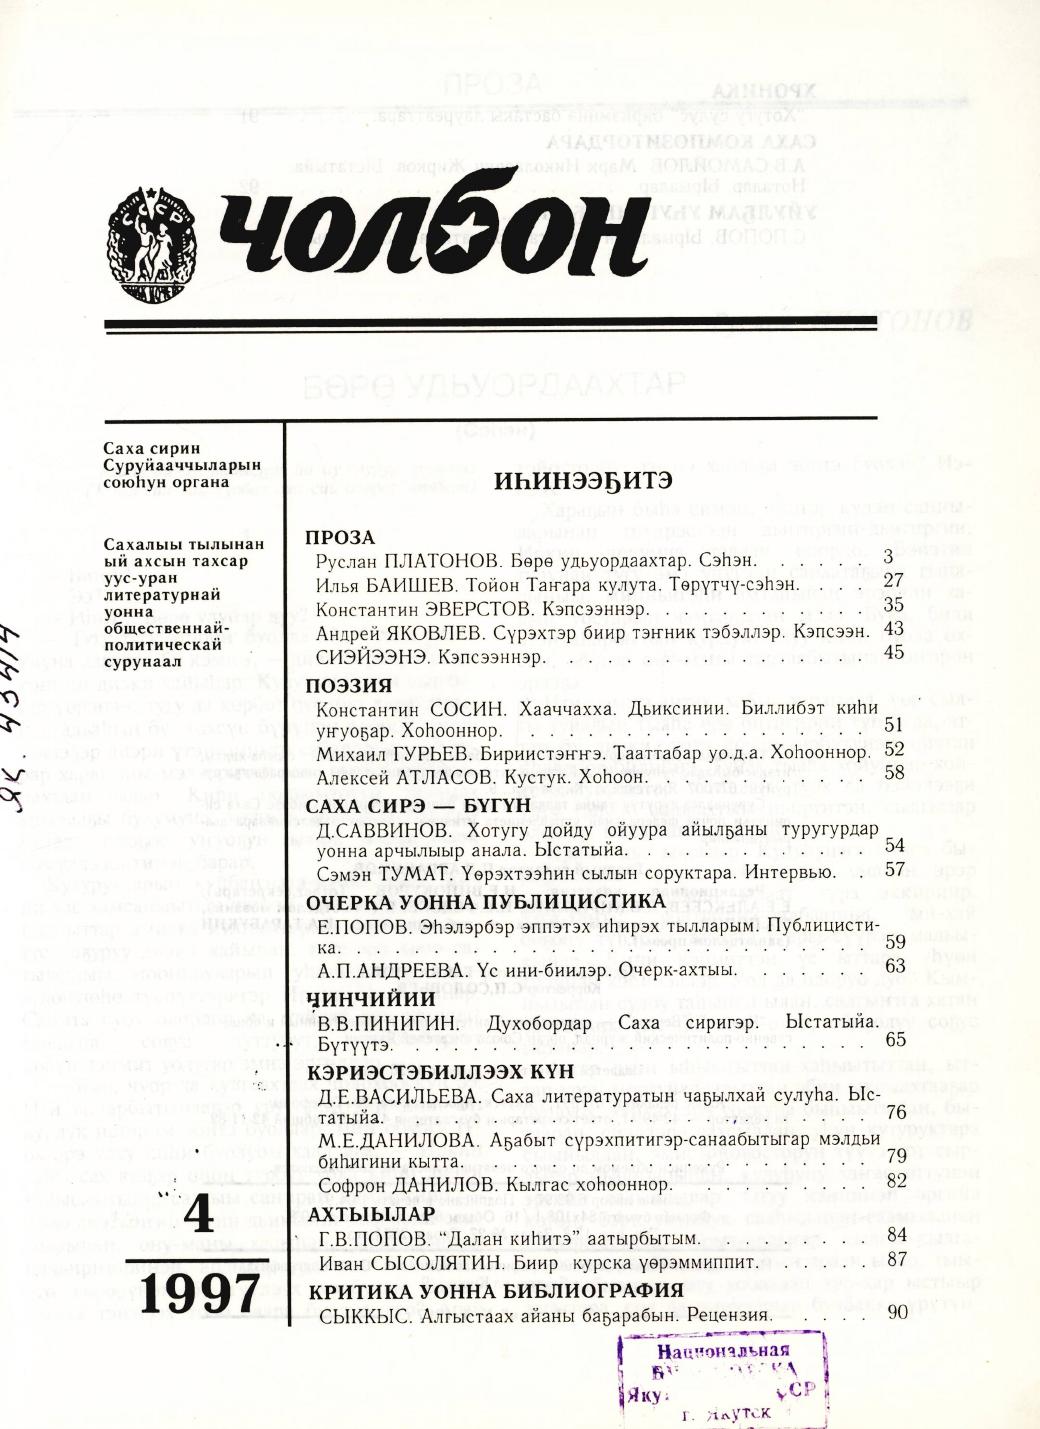 СССР
ЧОЛБОН
Саха сирин
Суруйааччыларын
союһун органа
Сахалыы тылынан
ый ахсын тахсар
уус-уран
литературнай
уонна
общественнай-
политическай
сурунаал
4
1997
ИҺИНЭЭҔИТЭ
ПРОЗА
Руслан ПЛАТОНОВ. Бөрө удьуордаахтар. Сэһэн. . . . . . 3
Илья БАИШЕВ. Тойон Таҥара кулута. Төрүтчү-сэһэн. . . . . 27
Константин ЭВЕРСТОВ. Кэпсээннэр. . . . . . . . . . . 35
Андрей ЯКОВЛЕВ. Сүрэхтэр биир тэҥник тэбэллэр. Кэпсээн. 43
СИЭЙЭЭНЭ. Кэпсээннэр. . . . . . . . . . . . . . . . 45
ПОЭЗИЯ
Константин СОСИН. Хааччахха. Дьиксинии. Биллибэт киһи
уҥуоҕар. Хоһооннор. . . . . . . . . . . . . . . . . . 51
Михаил ГУРЬЕВ. Бириистэҥҥэ. Тааттабар уо.д.а. Хоһооннор. 52
Алексей АТЛАСОВ. Кустук. Хоһоон. . . . . . . . . . . 58
САХА СИРЭ — БҮГҮН
Д.САВВИНОВ. Хотугу дойду ойуура айылҕаны туругурдар
уонна арчылыыр анала. Ыстатыйа. . . . . . . . . . . . 54
Сэмэн ТУМАТ. Үөрэхтээһин сылын соруктара. Интервью. . . 57
ОЧЕРКА УОННА ПУБЛИЦИСТИКА
Е.ПОПОВ. Эһэлэрбэр эппэтэх иһирэх тылларым. Публицисти-
ка. . . . . . . . . . . . . . . . . . . . . . . . . . 59
А.П.АНДРЕЕВА. Үс ини-биилэр. Очерк-ахтыы. . . . . . . . 63
ЧИНЧИЙИИ
В.В.ПИНИГИН. Духобордар Саха сиригэр. Ыстатыйа.
Бүтүүтэ. . . . . . . . . . . . . . . . . . . . . . . . 65
КЭРИЭСТЭБИЛЛЭЭХ КҮН
Д.Е.ВАСИЛЬЕВА. Саха литературатын чаҕылхай сулуһа. Ыс-
татыйа. . . . . . . . . . . . . . . . . . . . . . . . 76
М.Е.ДАНИЛОВА. Аҕабыт сүрэхпитигэр-санаабытыгар мэлдьи
биһигини кытта. . . . . . . . . . . . . . . . . . . . 79
Софрон ДАНИЛОВ. Кылгас хоһооннор. . . . . . . . . . 82
АХТЫЫЛАР
Г.В.ПОПОВ. “Далан киһитэ” аатырбытым. . . . . . . . . 84
Иван СЫСОЛЯТИН. Биир курска үөрэммиппит. . . . . . . 87
КРИТИКА УОННА БИБЛИОГРАФИЯ
СЫККЫС. Алгыстаах айаны баҕарабын. Рецензия. . . . . . 90
Национальная
г. Якутск